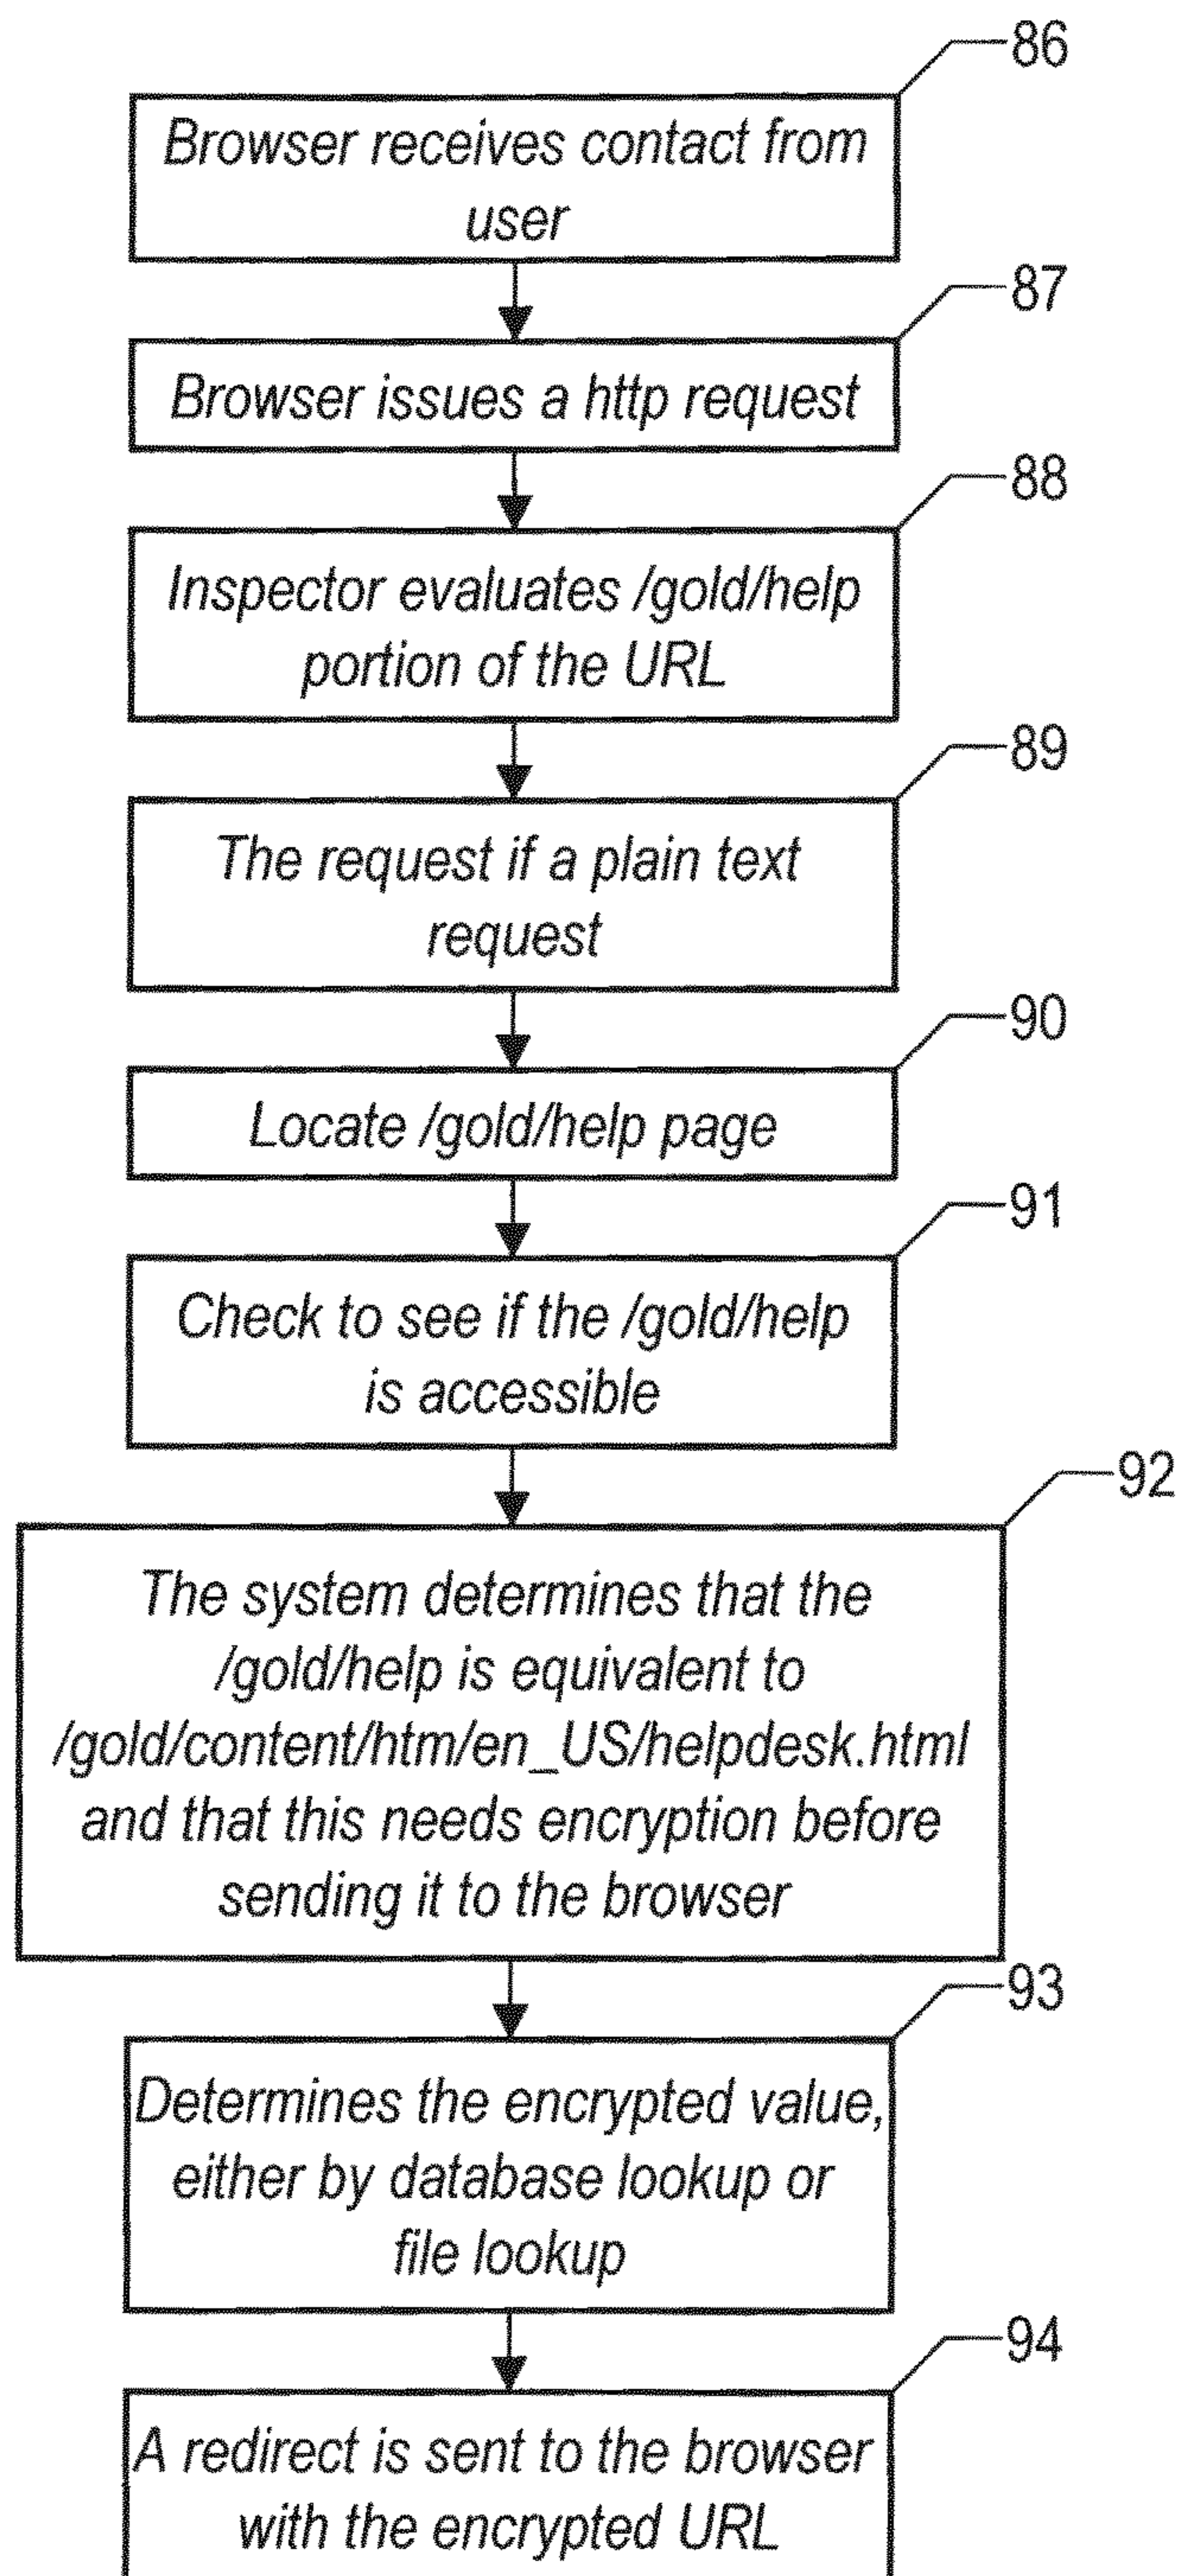 86
Browser receives contact from
user
87
Browser issues a http request
88
Inspector evaluates /gold/help
portion of the URL
89
The request if a plain text
request
90
Locate /gold/help page
91
Check to see if the /gold/help
is accessible
92
The system determines that the
/gold/help is equivalent to
/gold/content/htm/en_US/helpdesk.html
and that this needs encryption before
sending it to the browser
93
Determines the encrypted value,
either by database lookup or
file lookup
94
A redirect is sent to the browser
with the encrypted URL